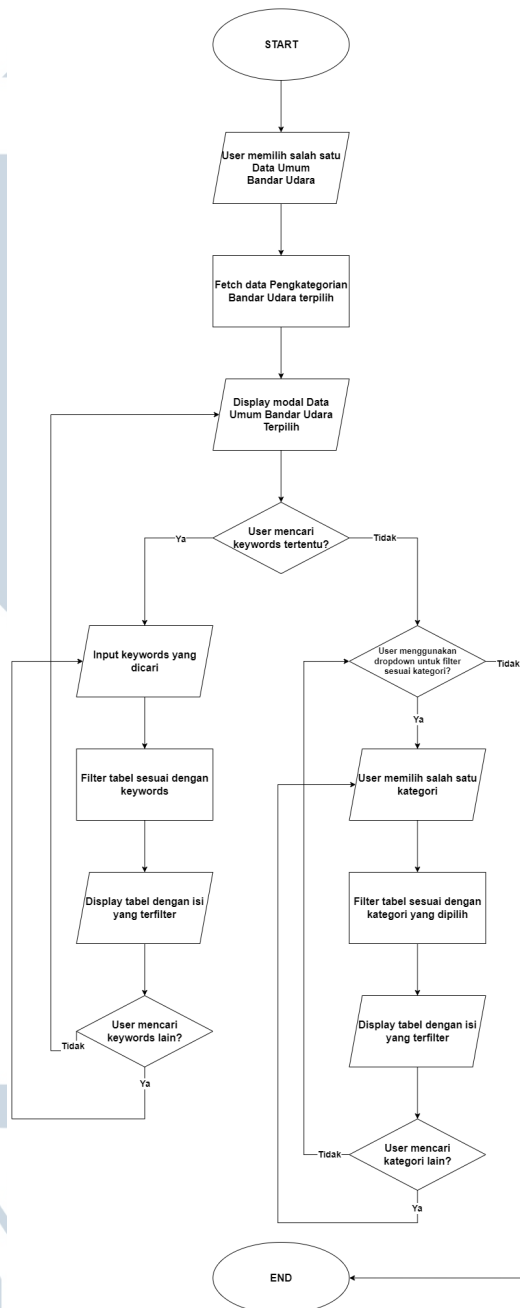 START
User memilih salah satu
Data Umum
Bandar Udara
Fetch data Pengkategorian
Bandar Udara terpilih
Display modal Data
Umum Bandar Udara
Terpilih
User mencari
keywords tertentu?
Ya
Tidak
Input keywords yang
dicari
User menggunakan
dropdown untuk filter
sesuai kategori?
Tidak
Ya
Filter tabel sesuai dengan
keywords
User memilih salah satu
kategori
Display tabel dengan isi
yang terfilter
Filter tabel sesuai dengan
kategori yang dipilih
User mencari
keywords lain?
Tidak
Ya
Display tabel dengan isi
yang terfilter
User mencari
kategori lain?
Tidak
Ya
END